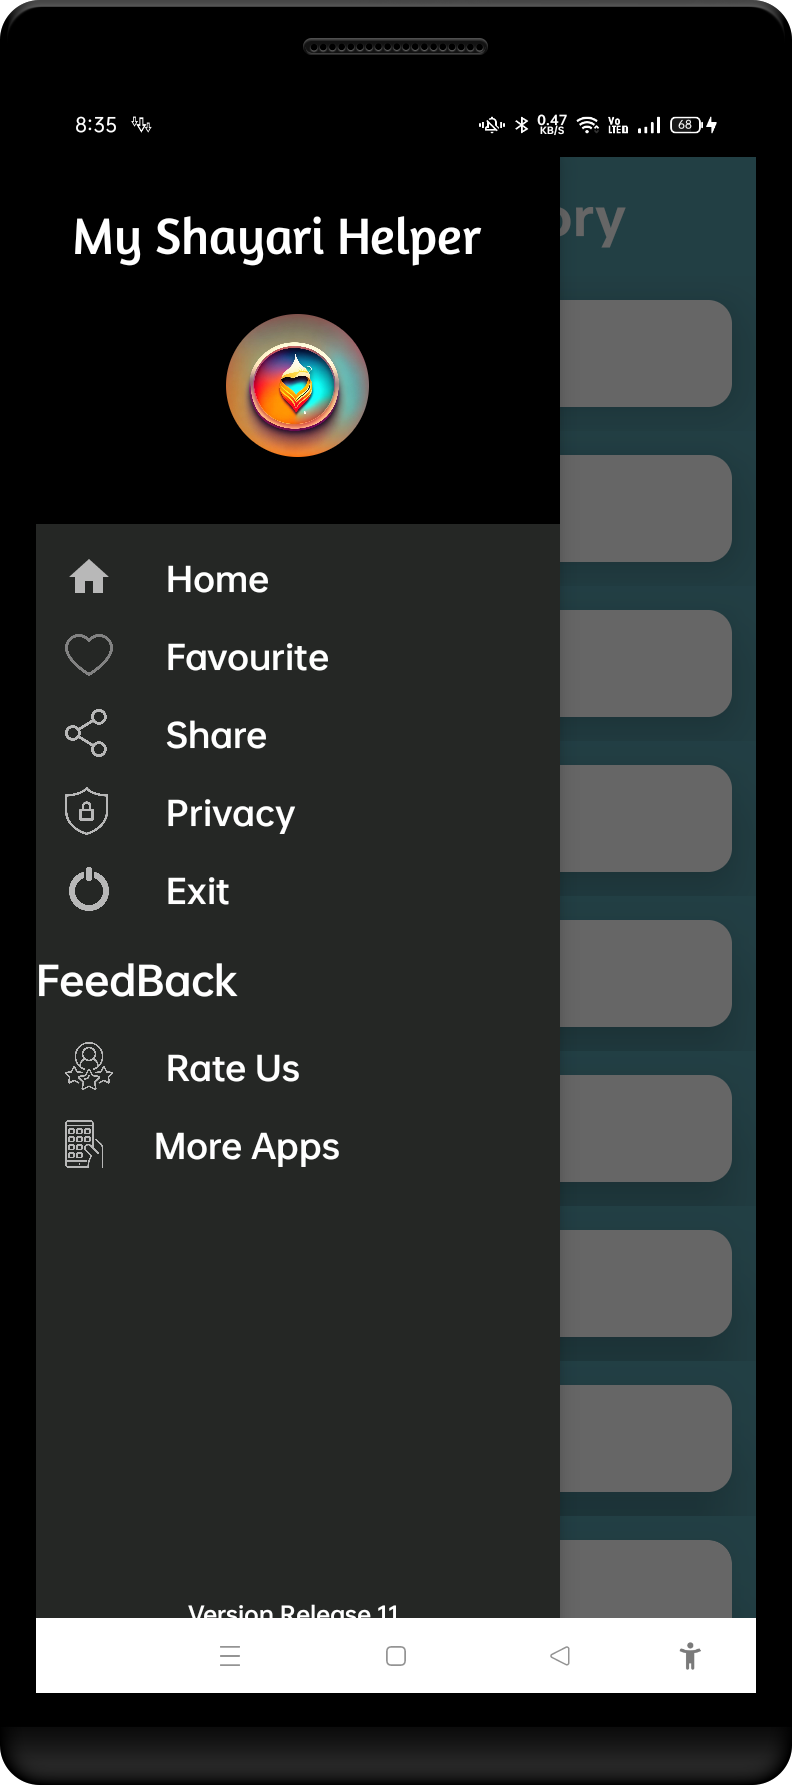 8:35
0.47
KB/S
Vo
LTE
68
ory
My Shayari Helper
Home
Favourite
Share
Privacy
Exit
FeedBack
Rate Us
More Apps
Version Release 11